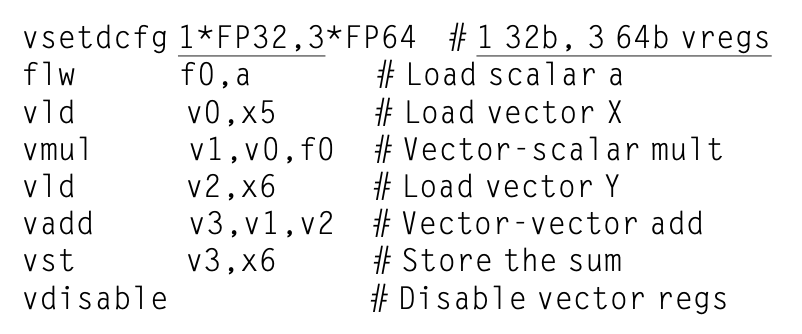 vsetdcfg 1*FP32,3*FP64 # 1 32b, 3 64b vregs
flw f0,a # Load scalar a
vld v0,x5 # Load vector X
vmul v1,v0,f0 # Vector-scalar mult
vld v2,x6 # Load vector Y
vadd v3,v1,v2 # Vector-vector add
vst v3,x6 # Store the sum
vdisable # Disable vector regs